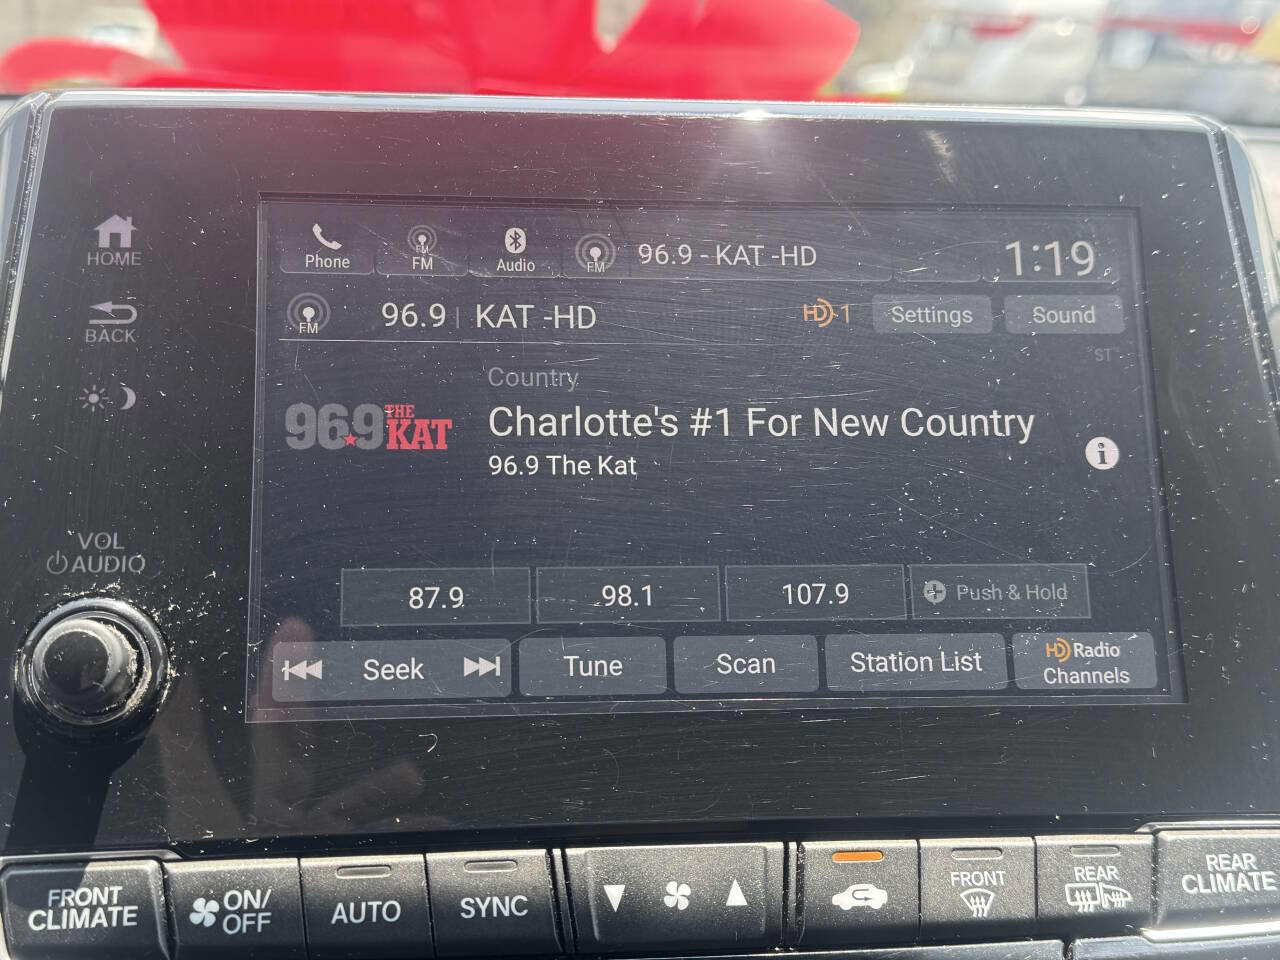 HOME
BACK
VOL
AUDIO
Phone
FM
FM
Audio
FM
96.9 - KAT -HD
1:19
FM
96.9 | KAT -HD
HD 1
Settings
Sound
"ST"
Country
96.9 THE KAT
Charlotte's #1 For New Country
96.9 The Kat
i
87.9
98.1
107.9
Push & Hold
Seek
Tune
Scan
Station List
HD Radio
Channels
FRONT
CLIMATE
ON/
OFF
AUTO
SYNC
FRONT
REAR
REAR
CLIMATE